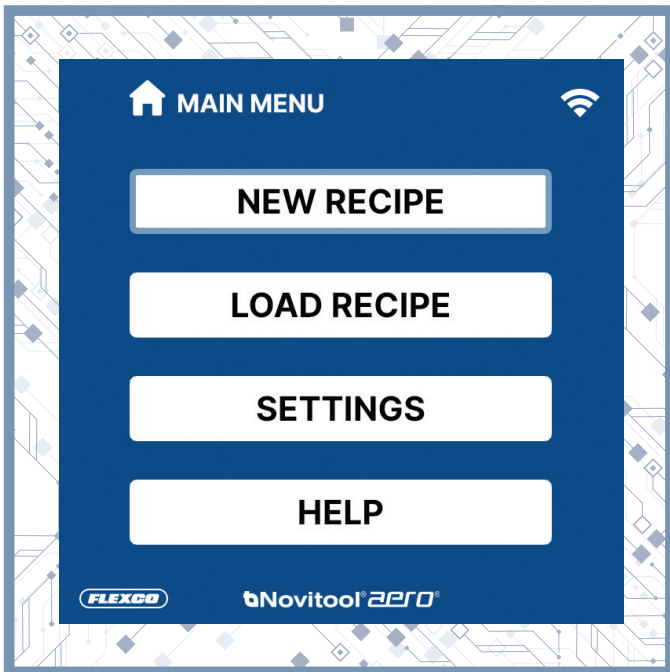 MAIN MENU
NEW RECIPE
LOAD RECIPE
SETTINGS
HELP
FLEXCO Novitool® aero®